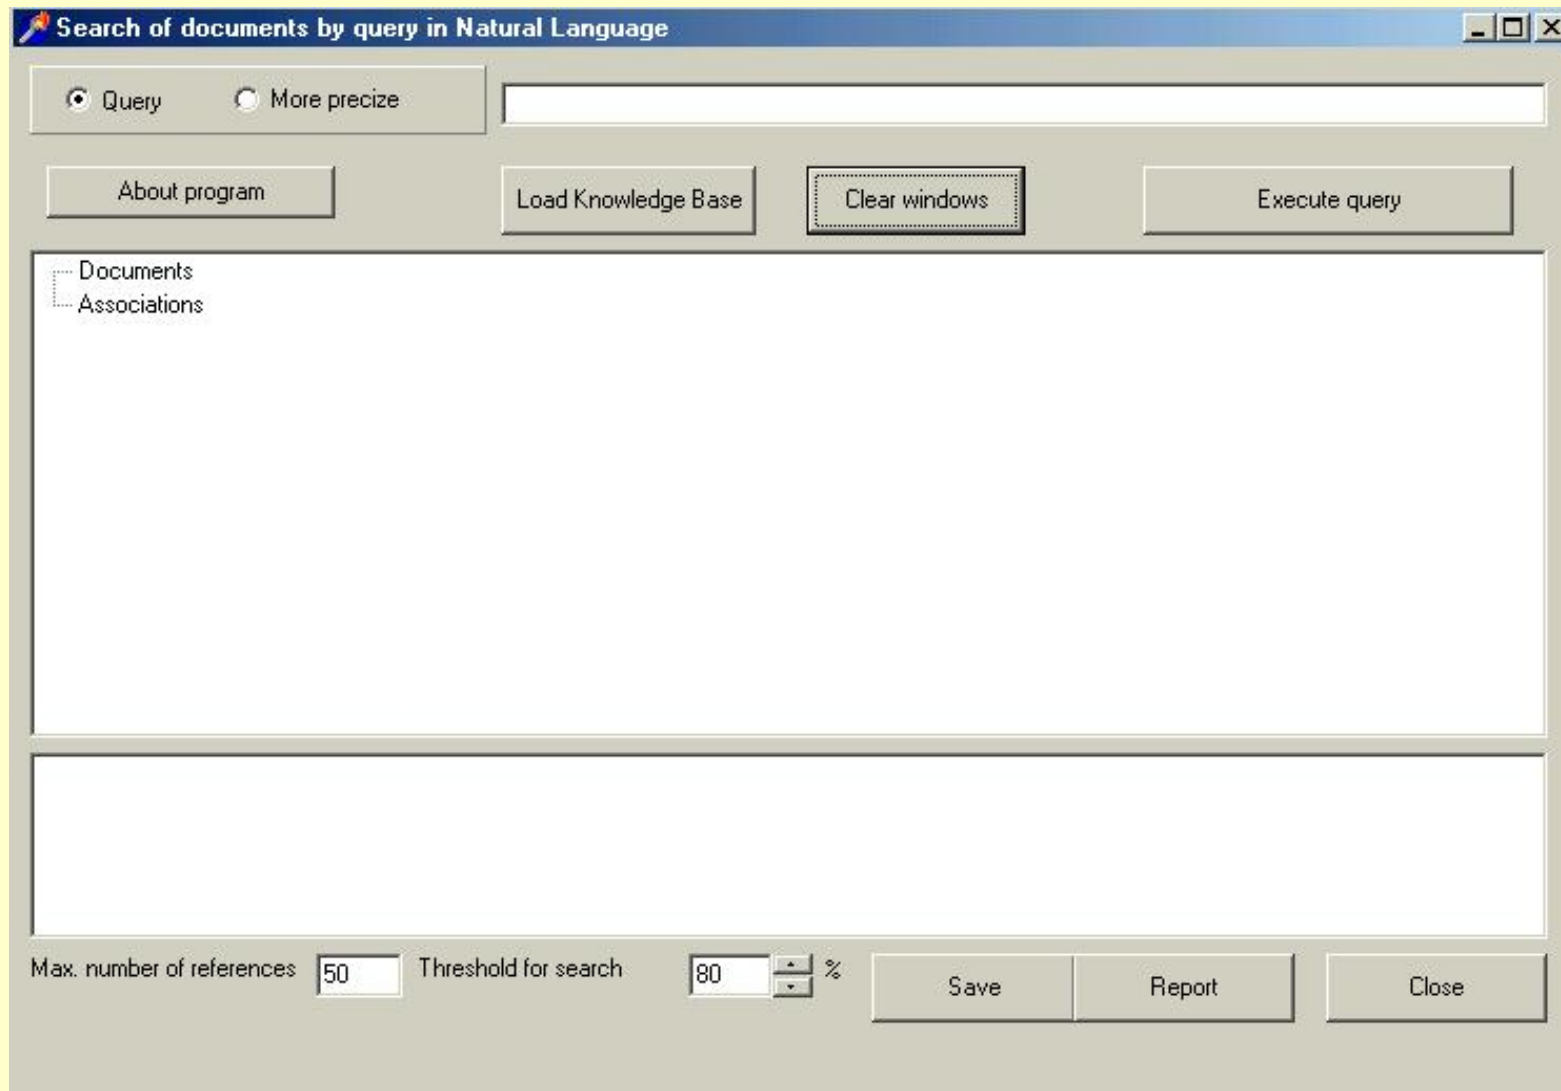 Search of documents by query in Natural Language
Query More precize
About program Load Knowledge Base Clear windows Execute query
Documents
Associations
Max. number of references 50 Threshold for search 80 % Save Report Close